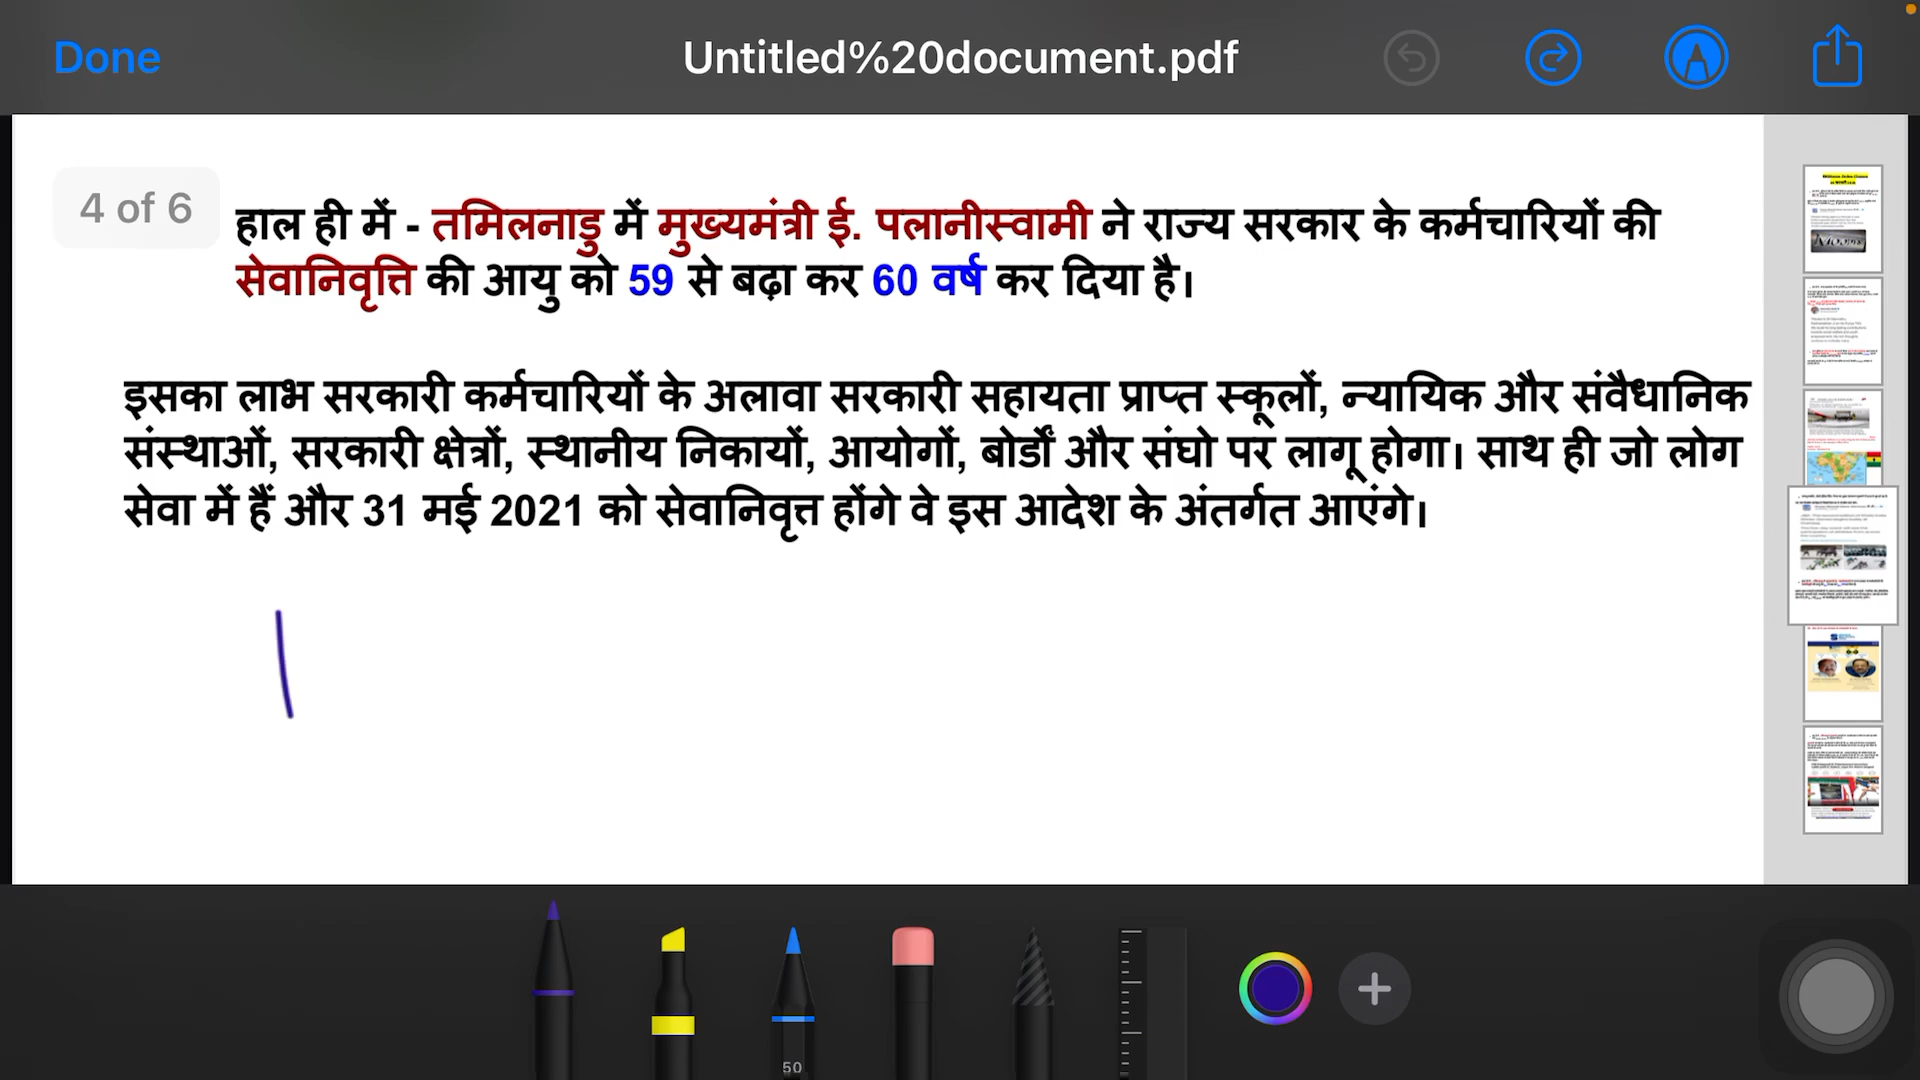 Done
Untitled%20document.pdf
4 of 6
हाल ही में - तमिलनाडु में मुख्यमंत्री ई. पलानीस्वामी ने राज्य सरकार के कर्मचारियों की
सेवानिवृत्ति की आयु को 59 से बढ़ा कर 60 वर्ष कर दिया है।
इसका लाभ सरकारी कर्मचारियों के अलावा सरकारी सहायता प्राप्त स्कूलों, न्यायिक और संवैधानिक
संस्थाओं, सरकारी क्षेत्रों, स्थानीय निकायों, आयोगों, बोर्डों और संघो पर लागू होगा। साथ ही जो लोग
सेवा में हैं और 31 मई 2021 को सेवानिवृत्त होंगे वे इस आदेश के अंतर्गत आएंगे।
50